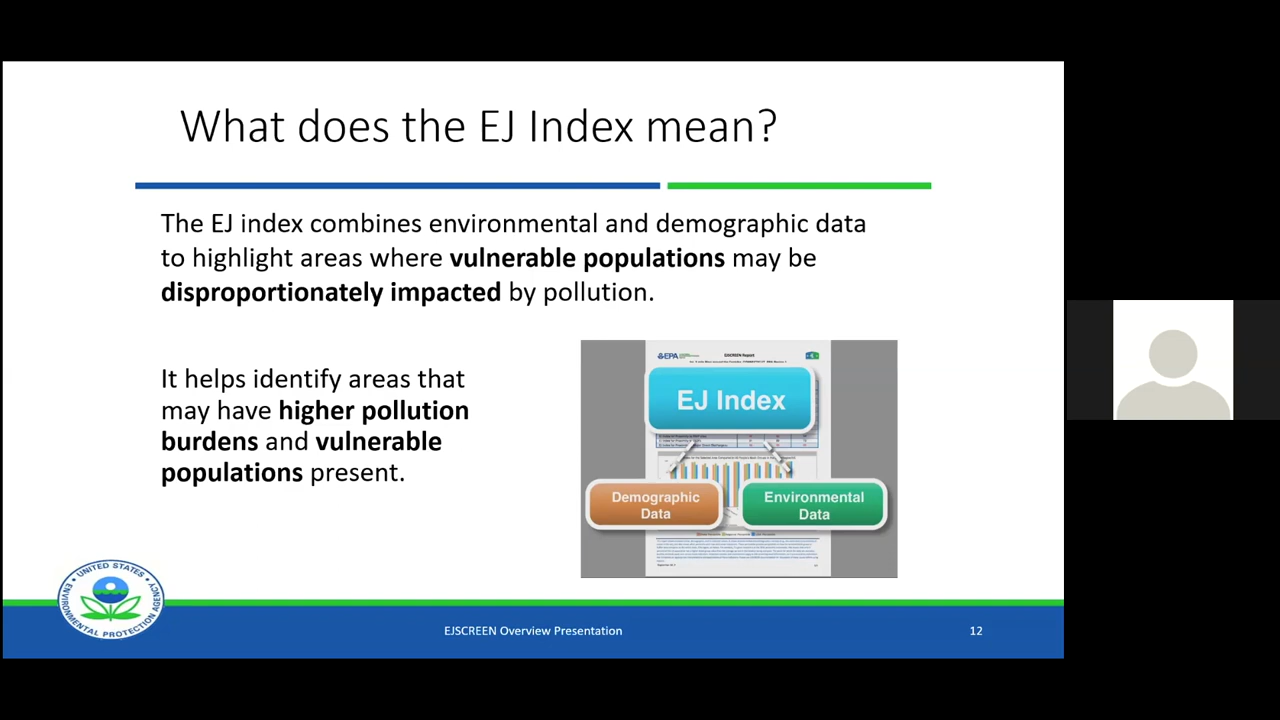 What does the EJ Index mean?
The EJ index combines environmental and demographic data
to highlight areas where vulnerable populations may be
disproportionately impacted by pollution.
It helps identify areas that
may have higher pollution
burdens and vulnerable
populations present.
EPA
EJSCREEN Report
EJ Index
Demographic
Data
Environmental
Data
UNITED STATES
ENVIRONMENTAL PROTECTION AGENCY
EJSCREEN Overview Presentation
12